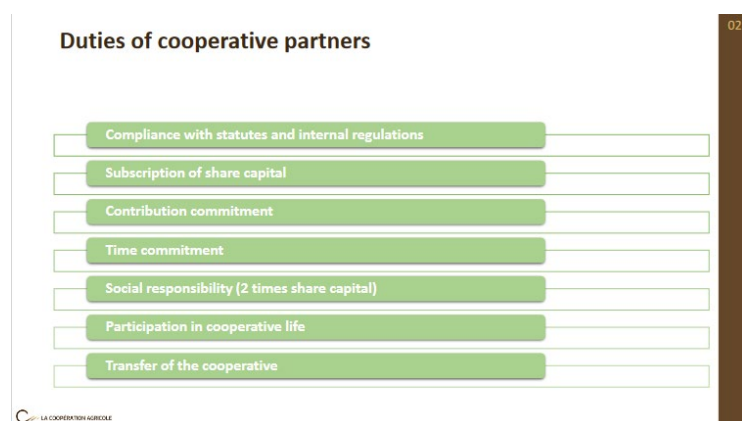 02
Duties of cooperative partners
Compliance with statutes and internal regulations
Subscription of share capital
Contribution commitment
Time commitment
Social responsibility (2 times share capital)
Participation in cooperative life
Transfer of the cooperative
LA COOPÉRATION AGRICOLE